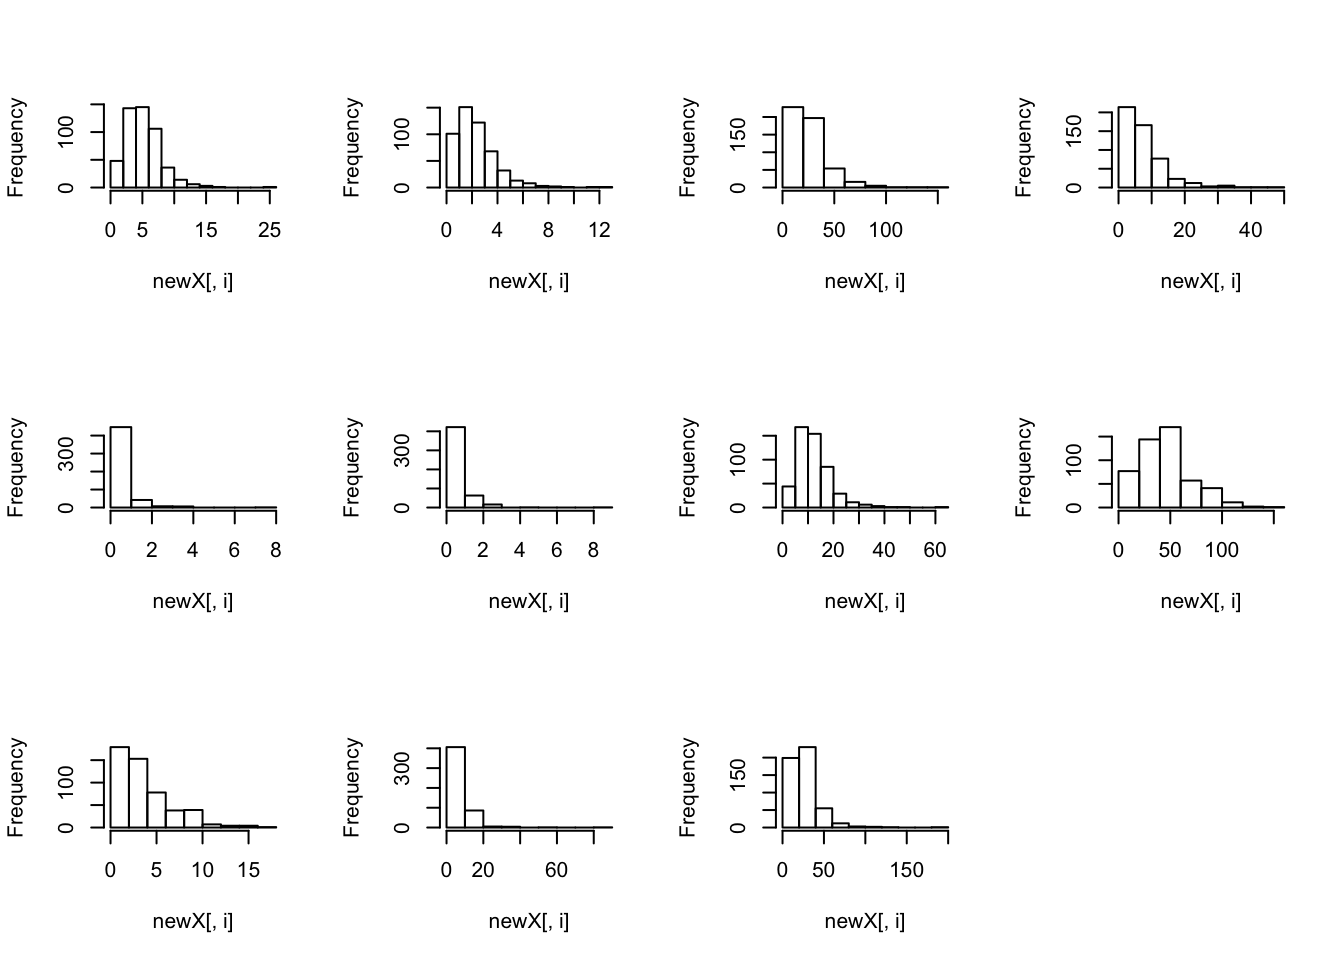 Frequency
0 100
0 5 15 25
newX[, i]
Frequency
0 100
0 4 8 12
newX[, i]
Frequency
0 150
0 50 100
newX[, i]
Frequency
0 150
0 20 40
newX[, i]
Frequency
0 300
0 2 4 6 8
newX[, i]
Frequency
0 300
0 2 4 6 8
newX[, i]
Frequency
0 100
0 20 40 60
newX[, i]
Frequency
0 100
0 50 100
newX[, i]
Frequency
0 100
0 5 10 15
newX[, i]
Frequency
0 300
0 20 60
newX[, i]
Frequency
0 150
0 50 150
newX[, i]